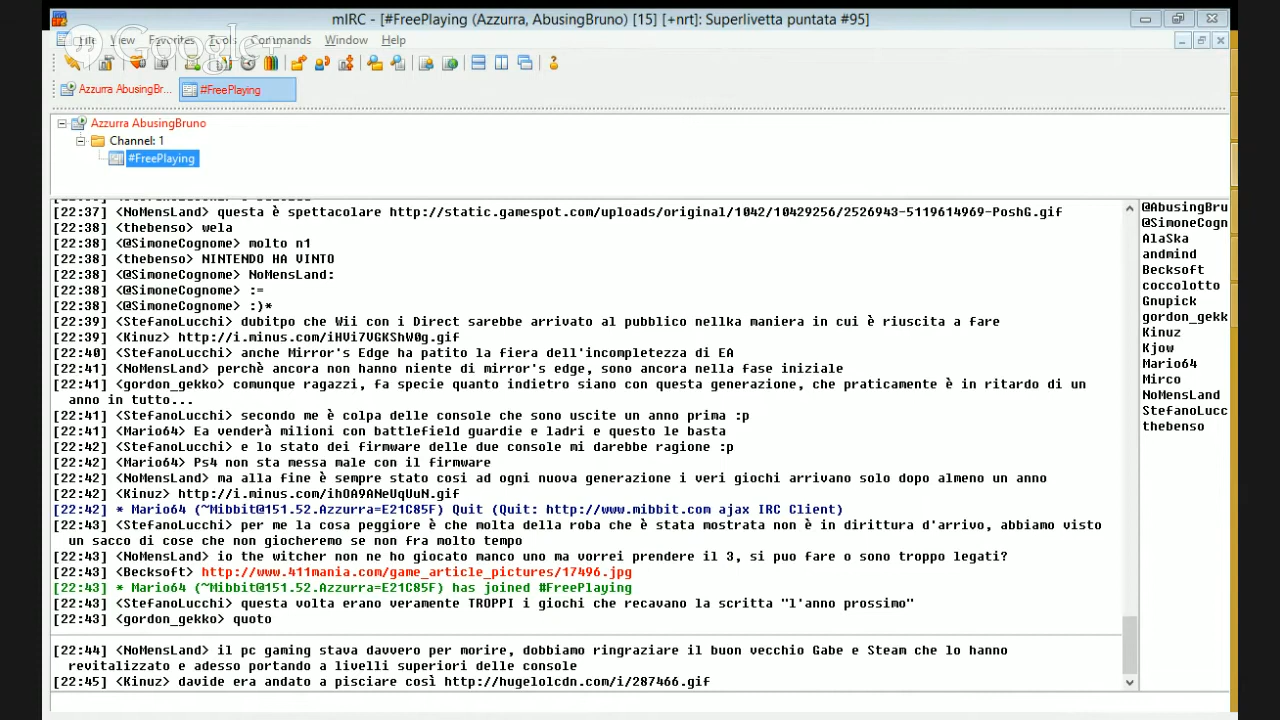 mIRC - [#FreePlaying (Azzurra, AbusingBruno) [15] [+nrt]: Superlivetta puntata #95]
File View Favorites Tools Commands Window Help
Google+
Azzurra AbusingBr... #FreePlaying
Azzurra AbusingBruno
Channel: 1
#FreePlaying
[22:37] <NoMensLand> questa è spettacolare http://static.gamespot.com/uploads/original/1042/10429256/2526943-5119614969-PoshG.gif
[22:38] <thebenso> wela
[22:38] <@SimoneCognome> molto n1
[22:38] <thebenso> NINTENDO HA VINTO
[22:38] <@SimoneCognome> NoMensLand:
[22:38] <@SimoneCognome> :=
[22:38] <@SimoneCognome> :)*
[22:39] <StefanoLucchi> dubitpo che Wii con i Direct sarebbe arrivato al pubblico nellka maniera in cui è riuscita a fare
[22:39] <Kinuz> http://i.minus.com/iHVi7VGKShW0g.gif
[22:40] <StefanoLucchi> anche Mirror's Edge ha patito la fiera dell'incompletezza di EA
[22:41] <NoMensLand> perchè ancora non hanno niente di mirror's edge, sono ancora nella fase iniziale
[22:41] <gordon_gekko> comunque ragazzi, fa specie quanto indietro siano con questa generazione, che praticamente è in ritardo di un
anno in tutto...
[22:41] <StefanoLucchi> secondo me è colpa delle console che sono uscite un anno prima :p
[22:41] <Mario64> Ea venderà milioni con battlefield guardie e ladri e questo le basta
[22:42] <StefanoLucchi> e lo stato dei firmware delle due console mi darebbe ragione :p
[22:42] <Mario64> Ps4 non sta messa male con il firmware
[22:42] <NoMensLand> ma alla fine è sempre stato cosi ad ogni nuova generazione i veri giochi arrivano solo dopo almeno un anno
[22:42] <Kinuz> http://i.minus.com/ihOA9ANeUqUuN.gif
[22:42] * Mario64 (~Mibbit@151.52.Azzurra=E21C85F) Quit (Quit: http://www.mibbit.com ajax IRC Client)
[22:43] <StefanoLucchi> per me la cosa peggiore è che molta della roba che è stata mostrata non è in dirittura d'arrivo, abbiamo visto
un sacco di cose che non giocheremo se non fra molto tempo
[22:43] <NoMensLand> io the witcher non ne ho giocato manco uno ma vorrei prendere il 3, si puo fare o sono troppo legati?
[22:43] <Becksoft> http://www.411mania.com/game_article_pictures/17496.jpg
[22:43] * Mario64 (~Mibbit@151.52.Azzurra=E21C85F) has joined #FreePlaying
[22:43] <StefanoLucchi> questa volta erano veramente TROPPI i giochi che recavano la scritta "l'anno prossimo"
[22:43] <gordon_gekko> quoto
[22:44] <NoMensLand> il pc gaming stava davvero per morire, dobbiamo ringraziare il buon vecchio Gabe e Steam che lo hanno
revitalizzato e adesso portando a livelli superiori delle console
[22:45] <Kinuz> davide era andato a pisciare così http://hugelolcdn.com/i/287466.gif
@AbusingBru
@SimoneCogn
AlaSka
andmind
Becksoft
coccolotto
Gnupick
gordon_gekk
Kinuz
Kjow
Mario64
Mirco
NoMensLand
StefanoLucc
thebenso